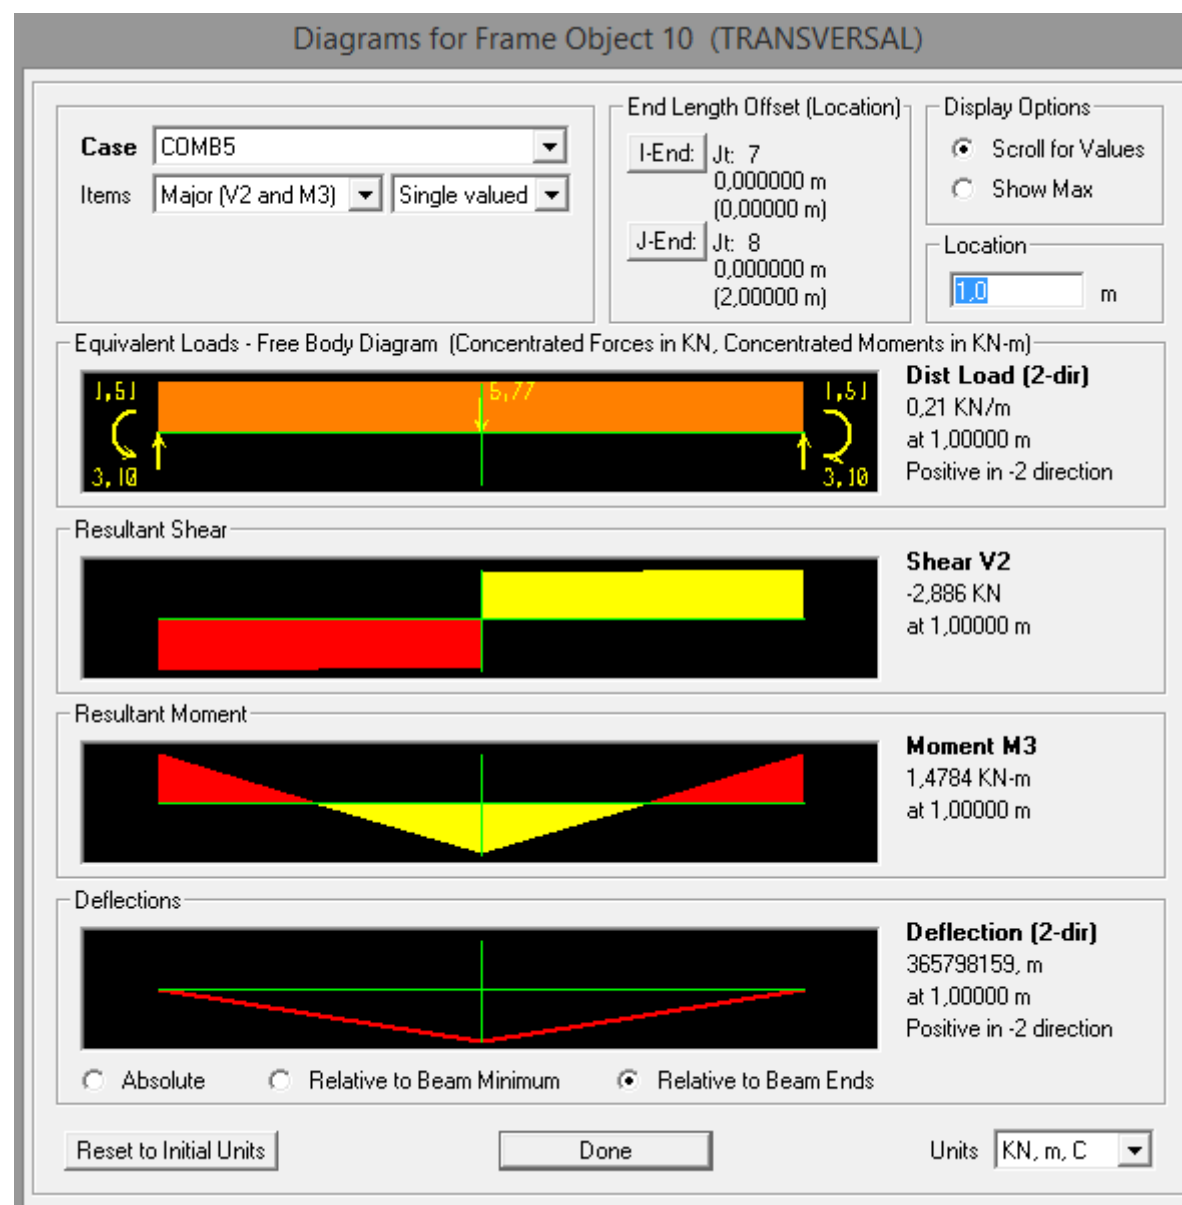 Diagrams for Frame Object 10 (TRANSVERSAL)
Case COMB5
Items Major (V2 and M3) Single valued
End Length Offset (Location)
I-End: Jt: 7
0,000000 m
(0,00000 m)
J-End: Jt: 8
0,000000 m
(2,00000 m)
Display Options
Scroll for Values
Show Max
Location
1,0 m
Equivalent Loads - Free Body Diagram (Concentrated Forces in KN, Concentrated Moments in KN-m)
1,51 5,77 1,51
3,10 3,10
Dist Load (2-dir)
0,21 KN/m
at 1,00000 m
Positive in -2 direction
Resultant Shear
Shear V2
-2,886 KN
at 1,00000 m
Resultant Moment
Moment M3
1,4784 KN-m
at 1,00000 m
Deflections
Deflection (2-dir)
365798159, m
at 1,00000 m
Positive in -2 direction
Absolute Relative to Beam Minimum Relative to Beam Ends
Reset to Initial Units Done Units KN, m, C